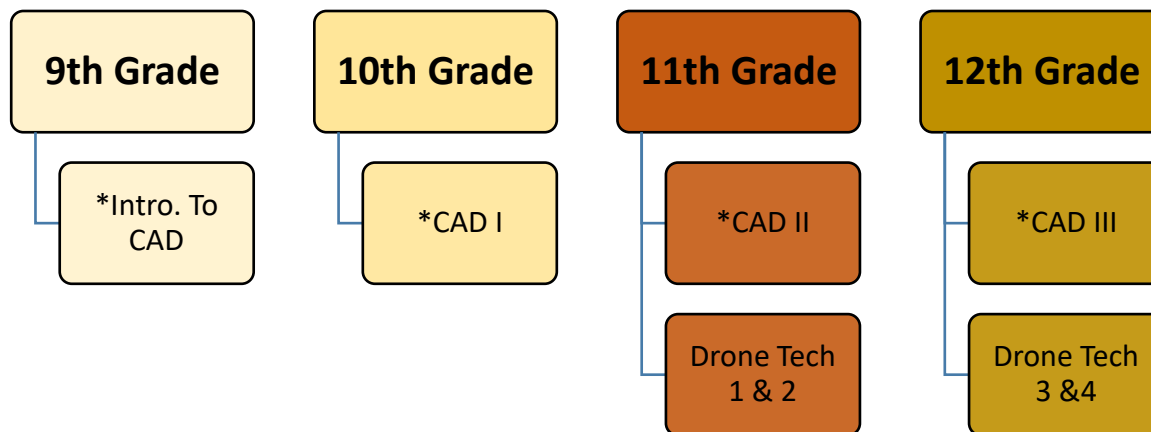 9th Grade
*Intro. To
CAD
10th Grade
*CAD I
11th Grade
*CAD II
Drone Tech
1 & 2
12th Grade
*CAD III
Drone Tech
3 &4